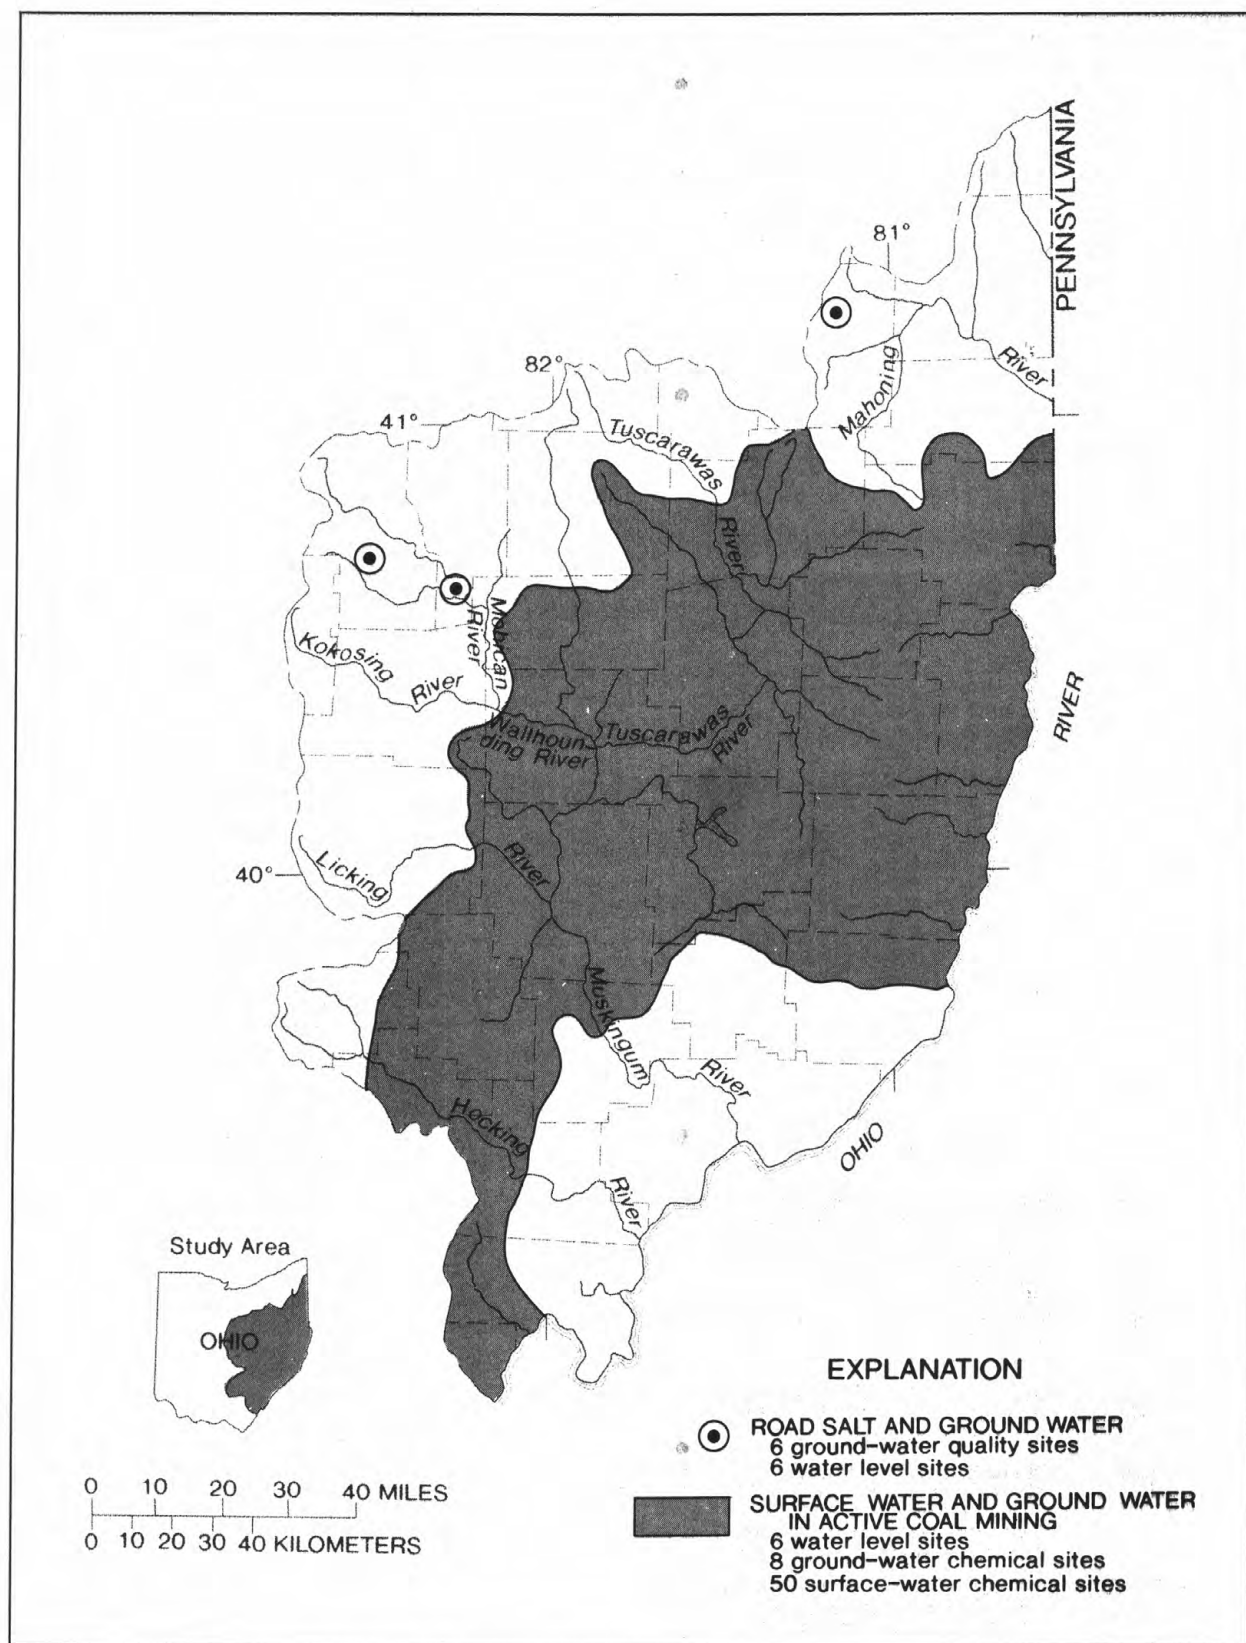 PENNSYLVANIA
81°
82°
41°
River
Mahoning
Tuscarawas
River
Mohican
River
Kokosing
River
Walhoun
ding River
Tuscarawas
River
RIVER
40°
Licking
River
Muskingum
River
Hocking
River
OHIO
Study Area
OHIO
0 10 20 30 40 MILES
0 10 20 30 40 KILOMETERS
EXPLANATION
ROAD SALT AND GROUND WATER
6 ground-water quality sites
6 water level sites
SURFACE WATER AND GROUND WATER
IN ACTIVE COAL MINING
6 water level sites
8 ground-water chemical sites
50 surface-water chemical sites